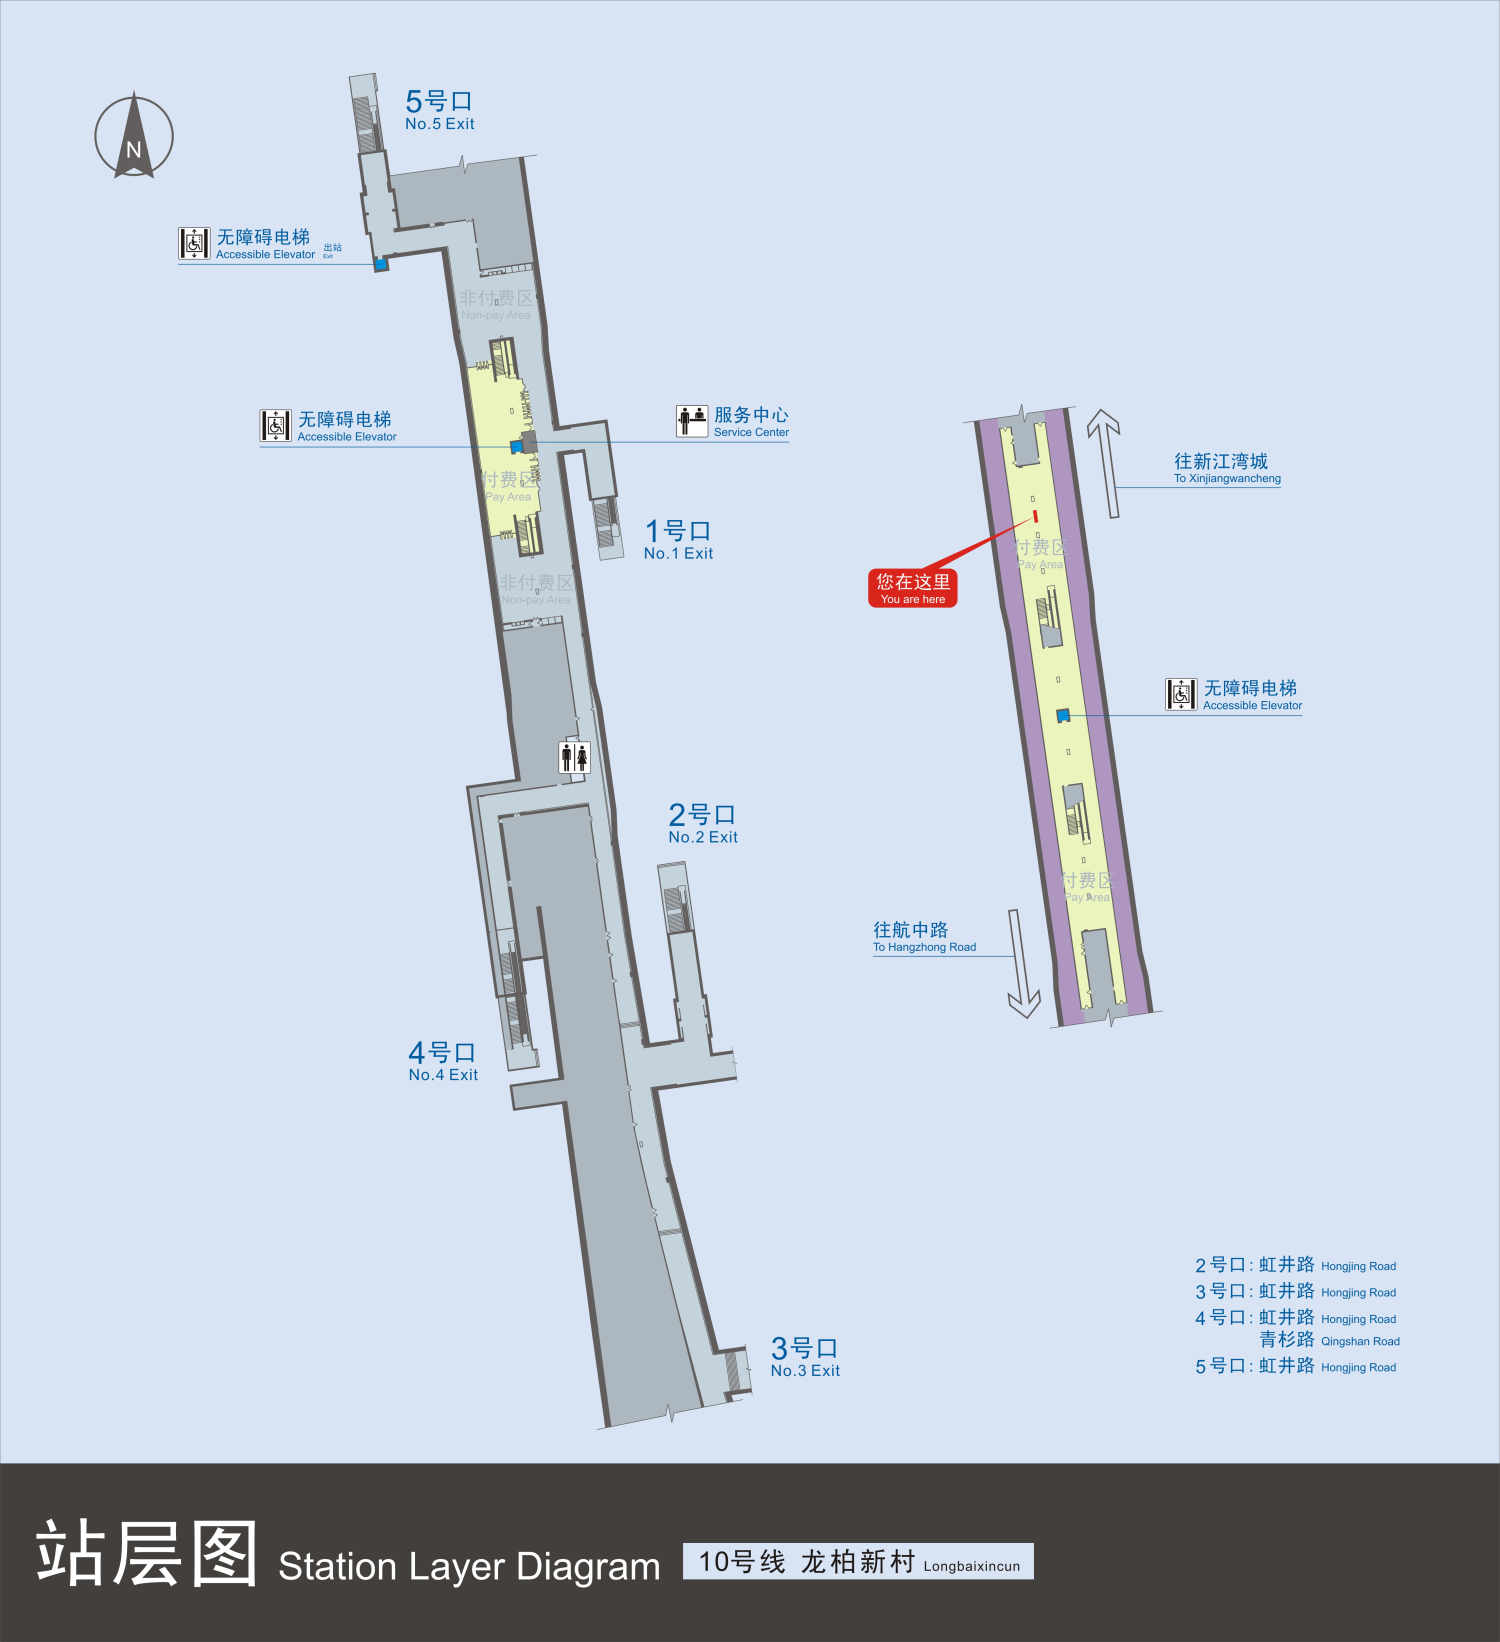 5号口
No.5 Exit
N
无障碍电梯
Accessible Elevator
出站
Exit
非付费区
Non-pay Area
无障碍电梯
Accessible Elevator
服务中心
Service Center
付费区
Pay Area
1号口
No.1 Exit
非付费区
Non-pay Area
2号口
No.2 Exit
4号口
No.4 Exit
3号口
No.3 Exit
往新江湾城
To Xinjiangwancheng
付费区
Pay Area
您在这里
You are here
无障碍电梯
Accessible Elevator
付费区
Pay Area
往航中路
To Hangzhong Road
2号口: 虹井路 Hongjing Road
3号口: 虹井路 Hongjing Road
4号口: 虹井路 Hongjing Road
青杉路 Qingshan Road
5号口: 虹井路 Hongjing Road
站层图 Station Layer Diagram 10号线 龙柏新村 Longbaixincun